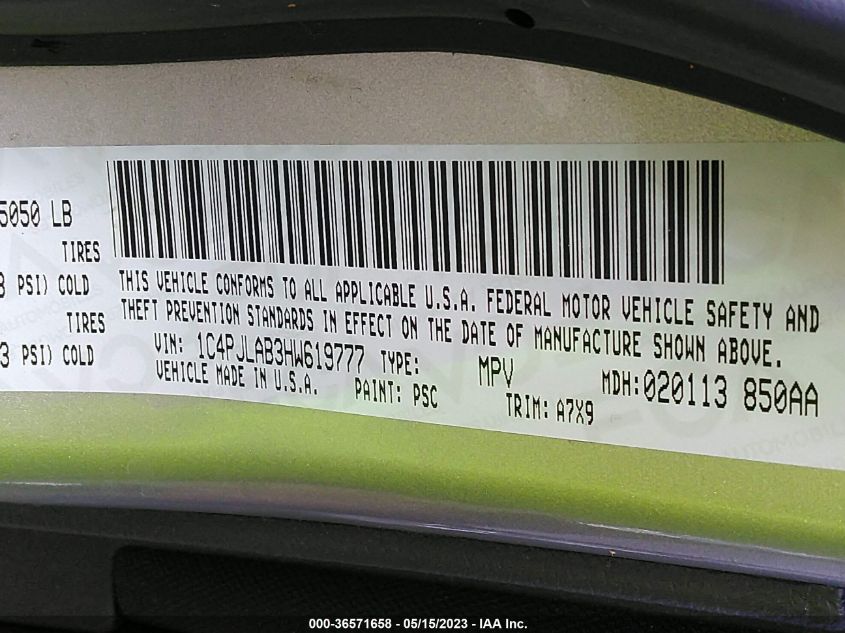 5050 LB
TIRES
PSI) COLD
TIRES
3 PSI) COLD
THIS VEHICLE CONFORMS TO ALL APPLICABLE U.S.A. FEDERAL MOTOR VEHICLE SAFETY AND
THEFT PREVENTION STANDARDS IN EFFECT ON THE DATE OF MANUFACTURE SHOWN ABOVE.
VIN: 1C4PJLAB3HW619777 TYPE: MPV MDH:020113 850AA
VEHICLE MADE IN U.S.A. PAINT: PSC TRIM: A7X9
000-36571658 - 05/15/2023 - IAA Inc.